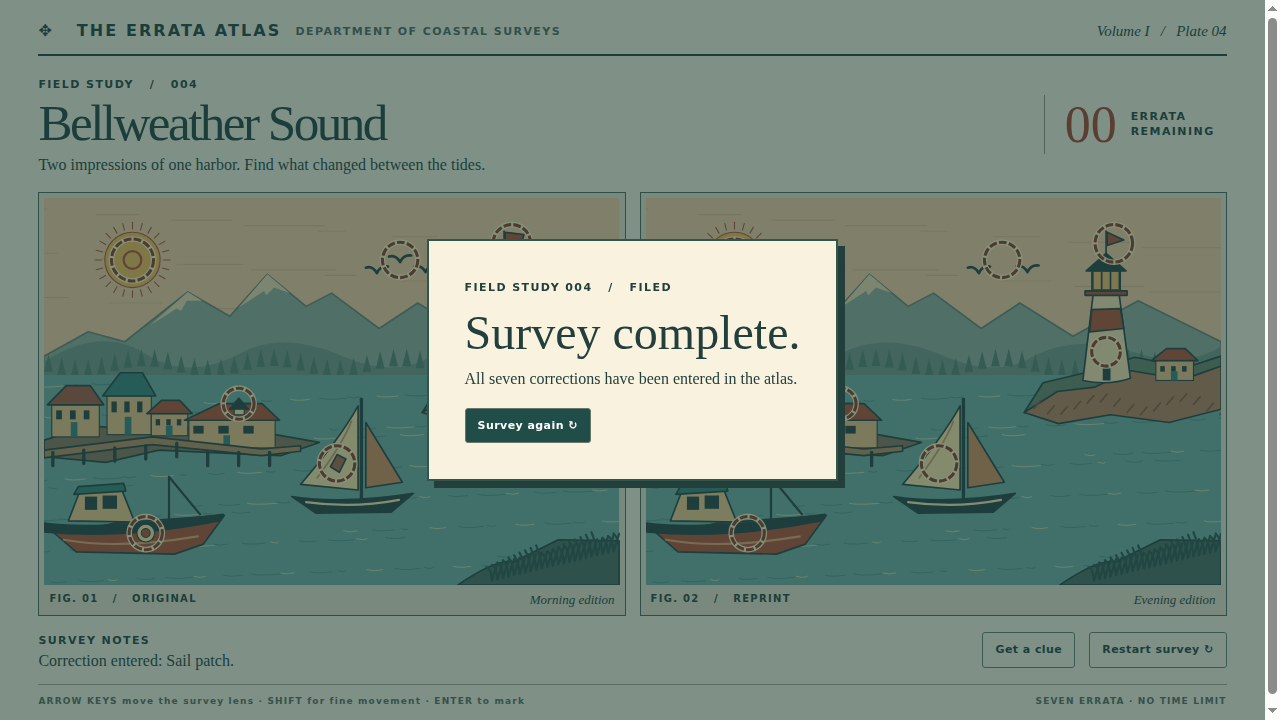 ✥ THE ERRATA ATLAS DEPARTMENT OF COASTAL SURVEYS Volume I / Plate 04
FIELD STUDY / 004
Bellweather Sound
Two impressions of one harbor. Find what changed between the tides.
00 ERRATA
REMAINING
FIELD STUDY 004 / FILED
Survey complete.
All seven corrections have been entered in the atlas.
Survey again ↻
FIG. 01 / ORIGINAL Morning edition
FIG. 02 / REPRINT Evening edition
SURVEY NOTES
Correction entered: Sail patch.
Get a clue Restart survey ↻
ARROW KEYS move the survey lens · SHIFT for fine movement · ENTER to mark SEVEN ERRATA · NO TIME LIMIT